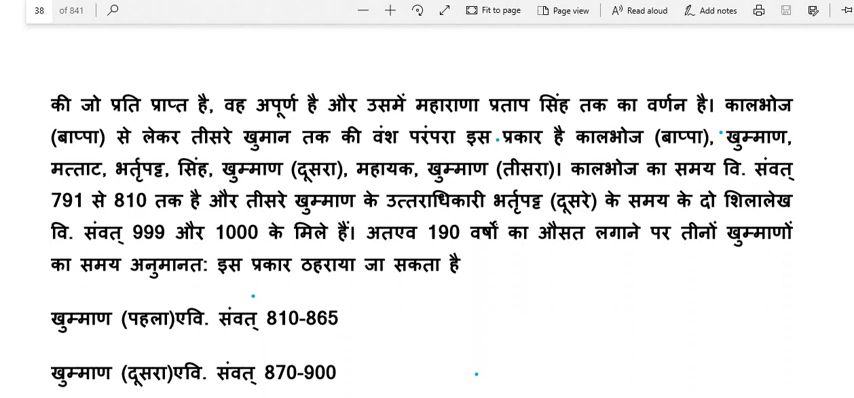 38 of 841 Fit to page Page view Read aloud Add notes
की जो प्रति प्राप्त है, वह अपूर्ण है और उसमें महाराणा प्रताप सिंह तक का वर्णन है। कालभोज
(बाप्पा) से लेकर तीसरे खुमान तक की वंश परंपरा इस प्रकार है कालभोज (बाप्पा), खुम्माण,
मत्ताट, भर्तृपट्ट, सिंह, खुम्माण (दूसरा), महायक, खुम्माण (तीसरा)। कालभोज का समय वि. संवत्
791 से 810 तक है और तीसरे खुम्माण के उत्तराधिकारी भर्तृपट्ट (दूसरे) के समय के दो शिलालेख
वि. संवत् 999 और 1000 के मिले हैं। अतएव 190 वर्षों का औसत लगाने पर तीनों खुम्माणों
का समय अनुमानत: इस प्रकार ठहराया जा सकता है
खुम्माण (पहला)एवि. संवत् 810-865
खुम्माण (दूसरा)एवि. संवत् 870-900